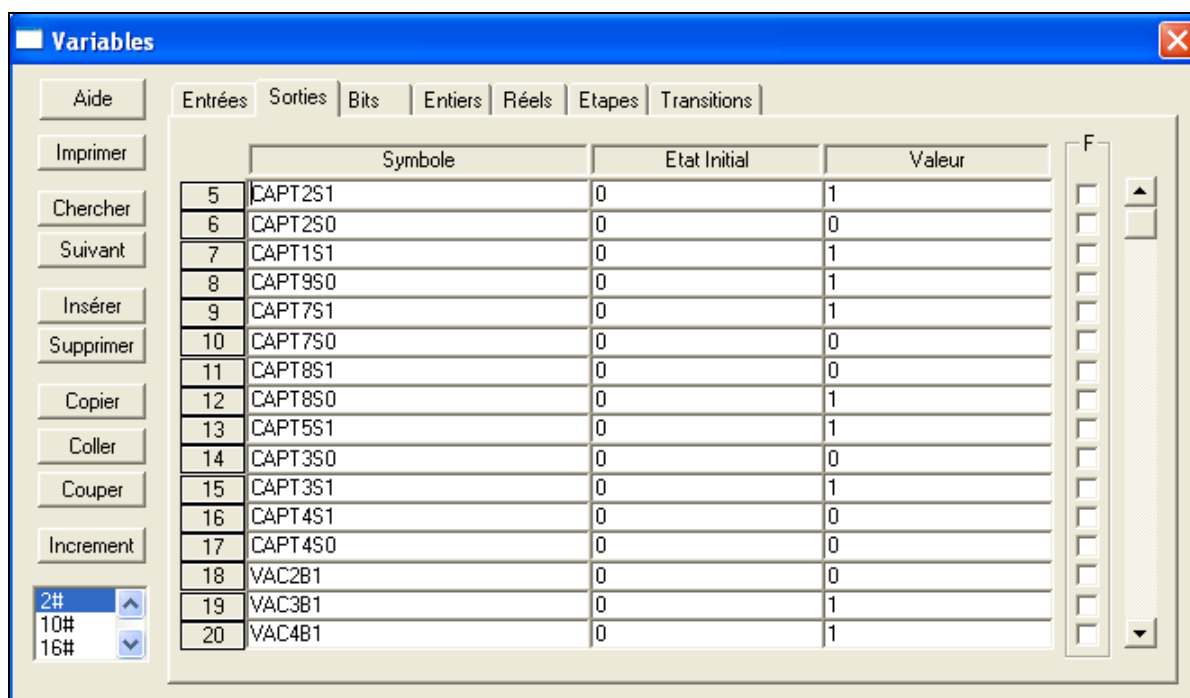 Variables
Aide
Imprimer
Chercher
Suivant
Insérer
Supprimer
Copier
Coller
Couper
Increment
2#
10#
16#
Entrées Sorties Bits Entiers Réels Etapes Transitions
Symbole Etat Initial Valeur F
5 CAPT2S1 0 1
6 CAPT2S0 0 0
7 CAPT1S1 0 1
8 CAPT9S0 0 1
9 CAPT7S1 0 1
10 CAPT7S0 0 0
11 CAPT8S1 0 0
12 CAPT8S0 0 1
13 CAPT5S1 0 1
14 CAPT3S0 0 0
15 CAPT3S1 0 1
16 CAPT4S1 0 0
17 CAPT4S0 0 0
18 VAC2B1 0 0
19 VAC3B1 0 1
20 VAC4B1 0 1